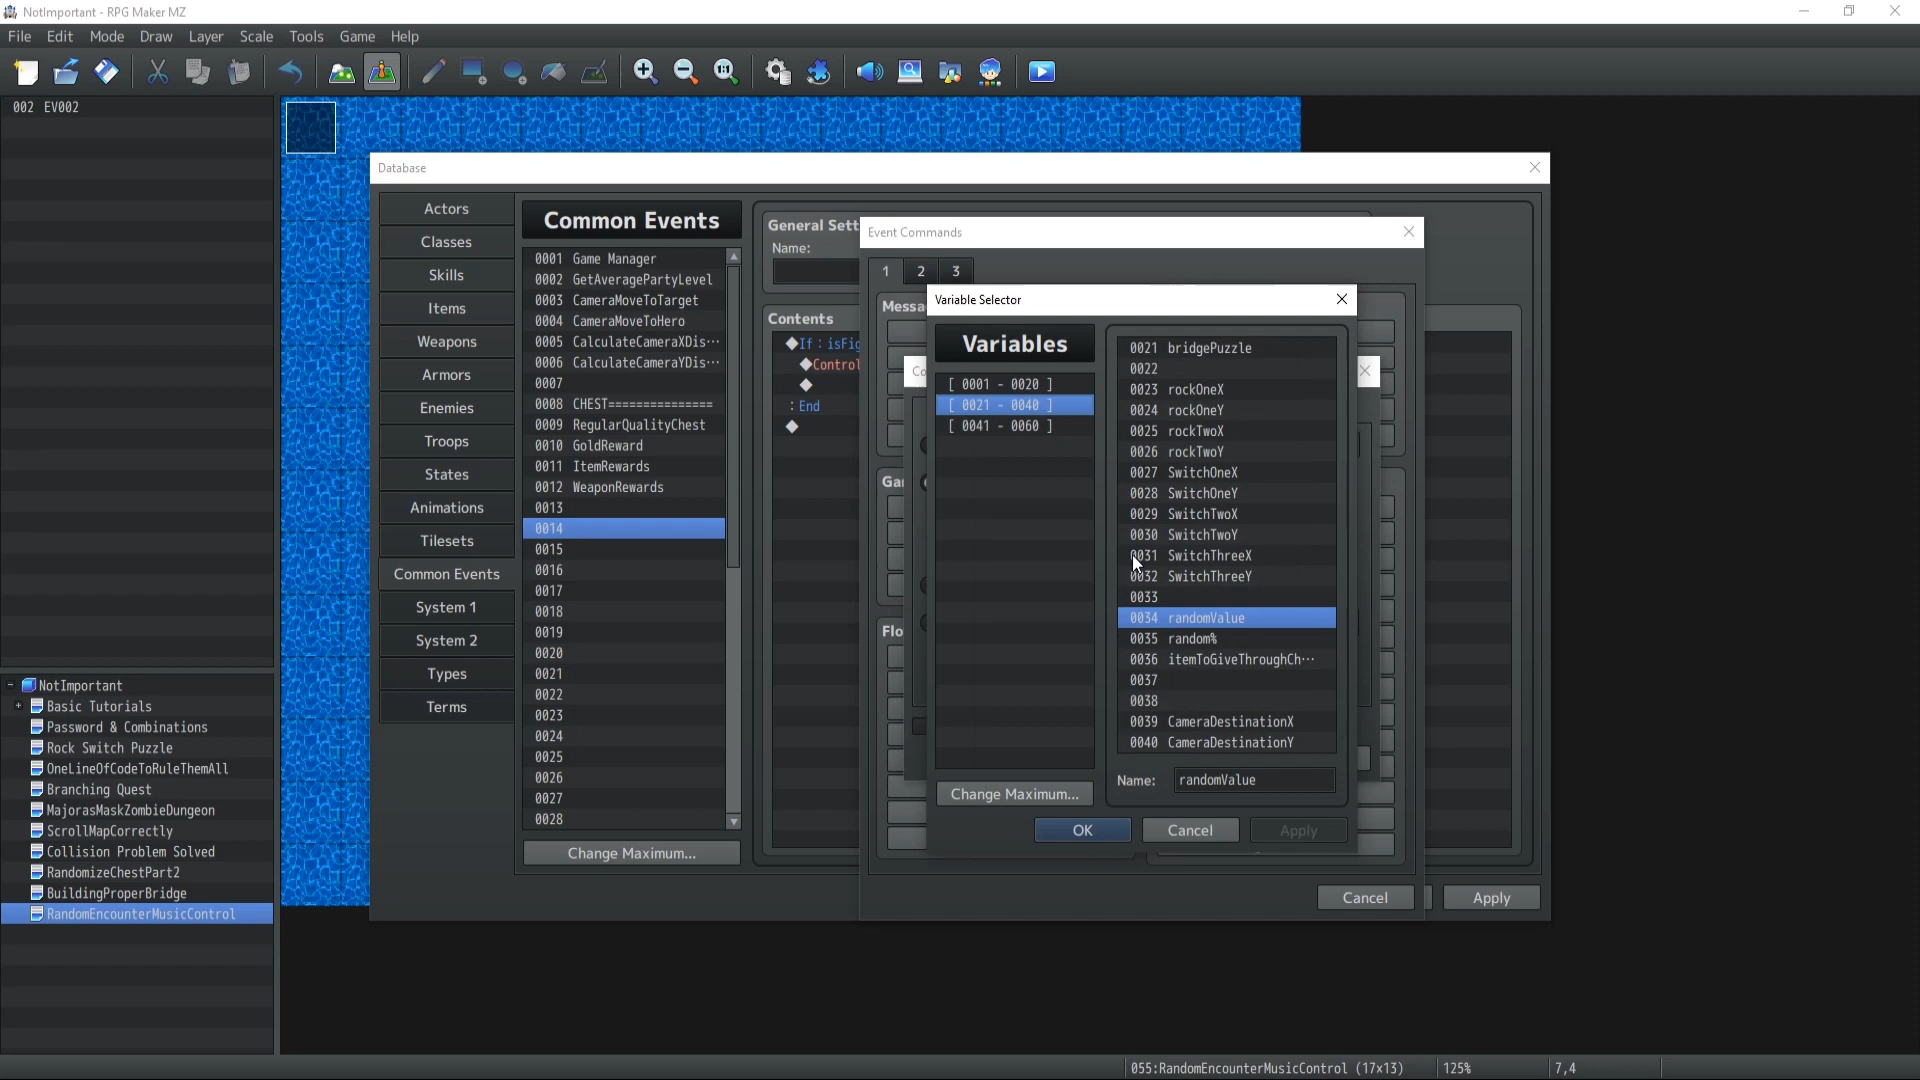 NotImportant - RPG Maker MZ
File Edit Mode Draw Layer Scale Tools Game Help
1:1
002 EV002
NotImportant
Basic Tutorials
Password & Combinations
Rock Switch Puzzle
OneLineOfCodeToRuleThemAll
Branching Quest
MajorasMaskZombieDungeon
ScrollMapCorrectly
Collision Problem Solved
RandomizeChestPart2
BuildingProperBridge
RandomEncounterMusicControl
Database
Actors
Classes
Skills
Items
Weapons
Armors
Enemies
Troops
States
Animations
Tilesets
Common Events
System 1
System 2
Types
Terms
Common Events
0001 Game Manager
0002 GetAveragePartyLevel
0003 CameraMoveToTarget
0004 CameraMoveToHero
0005 CalculateCameraXDis…
0006 CalculateCameraYDis…
0007
0008 CHEST===============
0009 RegularQualityChest
0010 GoldReward
0011 ItemRewards
0012 WeaponRewards
0013
0014
0015
0016
0017
0018
0019
0020
0021
0022
0023
0024
0025
0026
0027
0028
Change Maximum...
General Sett
Name:
Contents
◆If : isFig
◆Control
◆
: End
◆
Event Commands
1 2 3
Messa
Co
Gar
Flo
Variable Selector
Variables
[ 0001 - 0020 ]
[ 0021 - 0040 ]
[ 0041 - 0060 ]
Change Maximum...
0021 bridgePuzzle
0022
0023 rockOneX
0024 rockOneY
0025 rockTwoX
0026 rockTwoY
0027 SwitchOneX
0028 SwitchOneY
0029 SwitchTwoX
0030 SwitchTwoY
0031 SwitchThreeX
0032 SwitchThreeY
0033
0034 randomValue
0035 random%
0036 itemToGiveThroughCh…
0037
0038
0039 CameraDestinationX
0040 CameraDestinationY
Name: randomValue
OK Cancel Apply
Cancel
Apply
055:RandomEncounterMusicControl (17x13) 125% 7,4